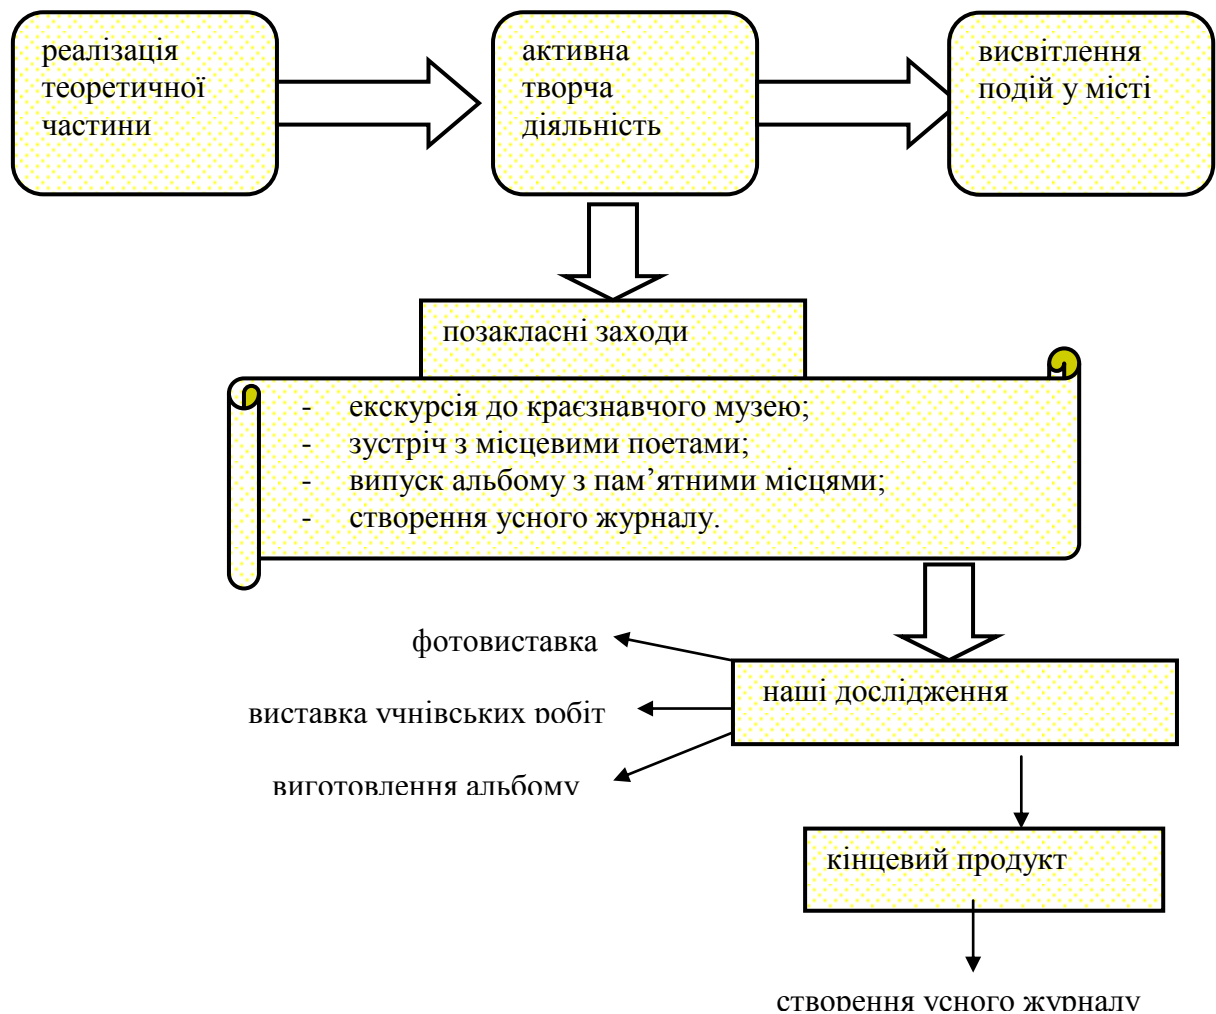 реалізація
теоретичної
частини
активна
творча
діяльність
висвітлення
подій у місті
позакласні заходи
- екскурсія до краєзнавчого музею;
- зустріч з місцевими поетами;
- випуск альбому з пам’ятними місцями;
- створення усного журналу.
фотовиставка
наші дослідження
виставка учнівських робіт
виготовлення альбому
кінцевий продукт
створення усного журналу